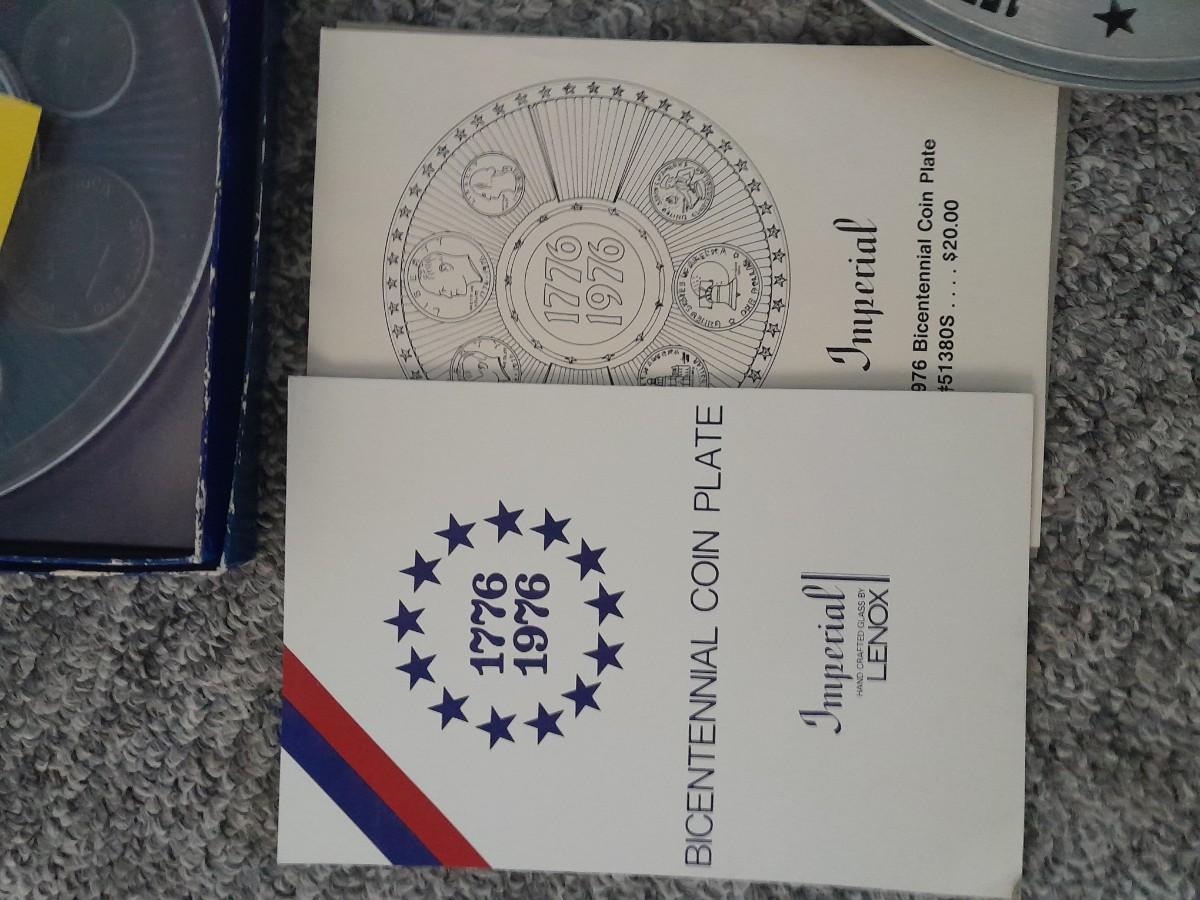 1776
1976
Imperial
976 Bicentennial Coin Plate
#51380S . . . . . $20.00
1776
1976
BICENTENNIAL COIN PLATE
Imperial
HAND CRAFTED GLASS BY
LENOX